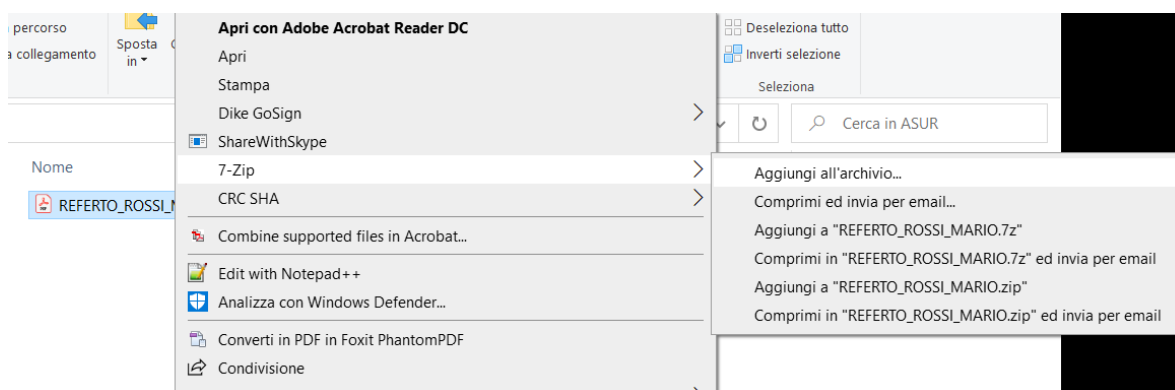 percorso
collegamento
Sposta
in
Deseleziona tutto
Inverti selezione
Seleziona
Cerca in ASUR
Nome
REFERTO_ROSSI_
Apri con Adobe Acrobat Reader DC
Apri
Stampa
Dike GoSign
ShareWithSkype
7-Zip
CRC SHA
Combine supported files in Acrobat...
Edit with Notepad++
Analizza con Windows Defender...
Converti in PDF in Foxit PhantomPDF
Condivisione
Aggiungi all'archivio...
Comprimi ed invia per email...
Aggiungi a "REFERTO_ROSSI_MARIO.7z"
Comprimi in "REFERTO_ROSSI_MARIO.7z" ed invia per email
Aggiungi a "REFERTO_ROSSI_MARIO.zip"
Comprimi in "REFERTO_ROSSI_MARIO.zip" ed invia per email